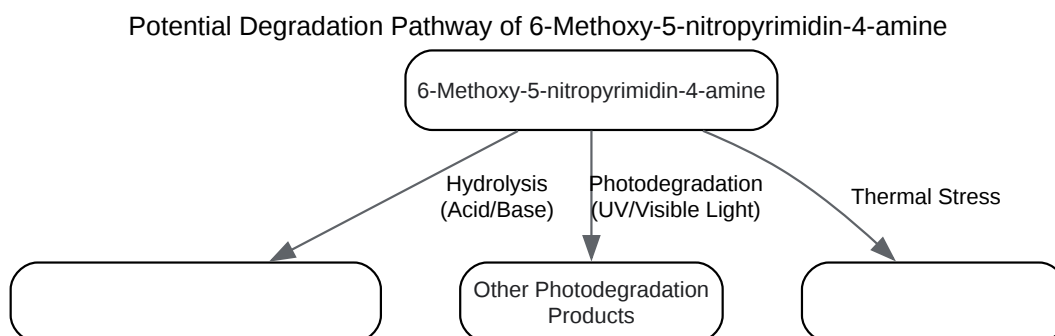 Potential Degradation Pathway of 6-Methoxy-5-nitropyrimidin-4-amine
6-Methoxy-5-nitropyrimidin-4-amine
Hydrolysis
(Acid/Base)
Photodegradation
(UV/Visible Light)
Thermal Stress
Other Photodegradation
Products